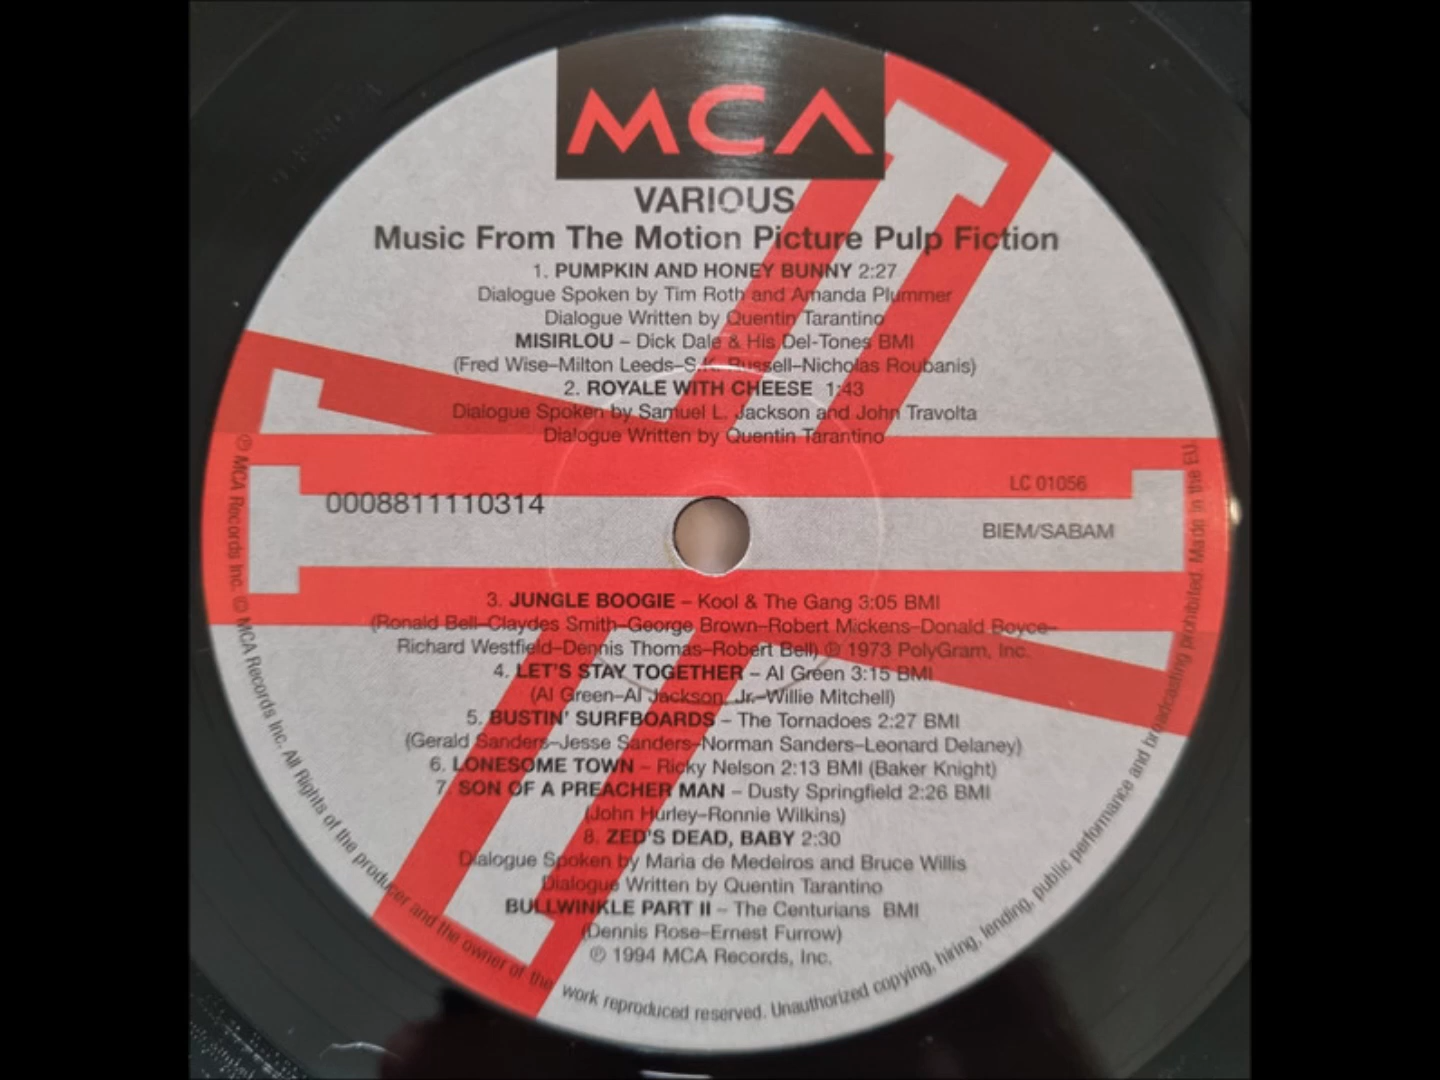 MCA
VARIOUS
Music From The Motion Picture Pulp Fiction
1. PUMPKIN AND HONEY BUNNY 2:27
Dialogue Spoken by Tim Roth and Amanda Plummer
Dialogue Written by Quentin Tarantino
MISIRLOU – Dick Dale & His Del-Tones BMI
(Fred Wise–Milton Leeds–S.K. Russell–Nicholas Roubanis)
2. ROYALE WITH CHEESE 1:43
Dialogue Spoken by Samuel L. Jackson and John Travolta
Dialogue Written by Quentin Tarantino
0008811110314
LC 01056
BIEM/SABAM
3. JUNGLE BOOGIE – Kool & The Gang 3:05 BMI
(Ronald Bell–Claydes Smith–George Brown–Robert Mickens–Donald Boyce–
Richard Westfield–Dennis Thomas–Robert Bell) ℗ 1973 PolyGram, Inc.
4. LET'S STAY TOGETHER – Al Green 3:15 BMI
(Al Green–Al Jackson, Jr.–Willie Mitchell)
5. BUSTIN' SURFBOARDS – The Tornadoes 2:27 BMI
(Gerald Sanders–Jesse Sanders–Norman Sanders–Leonard Delaney)
6. LONESOME TOWN – Ricky Nelson 2:13 BMI (Baker Knight)
7. SON OF A PREACHER MAN – Dusty Springfield 2:26 BMI
(John Hurley–Ronnie Wilkins)
8. ZED'S DEAD, BABY 2:30
Dialogue Spoken by Maria de Medeiros and Bruce Willis
Dialogue Written by Quentin Tarantino
BULLWINKLE PART II – The Centurians BMI
(Dennis Rose–Ernest Furrow)
℗ 1994 MCA Records, Inc.
℗ MCA Records Inc. © MCA Records Inc. All Rights of the producer and the owner of the work reproduced reserved. Unauthorized copying, hiring, lending, public performance and broadcasting prohibited. Made in the EU.